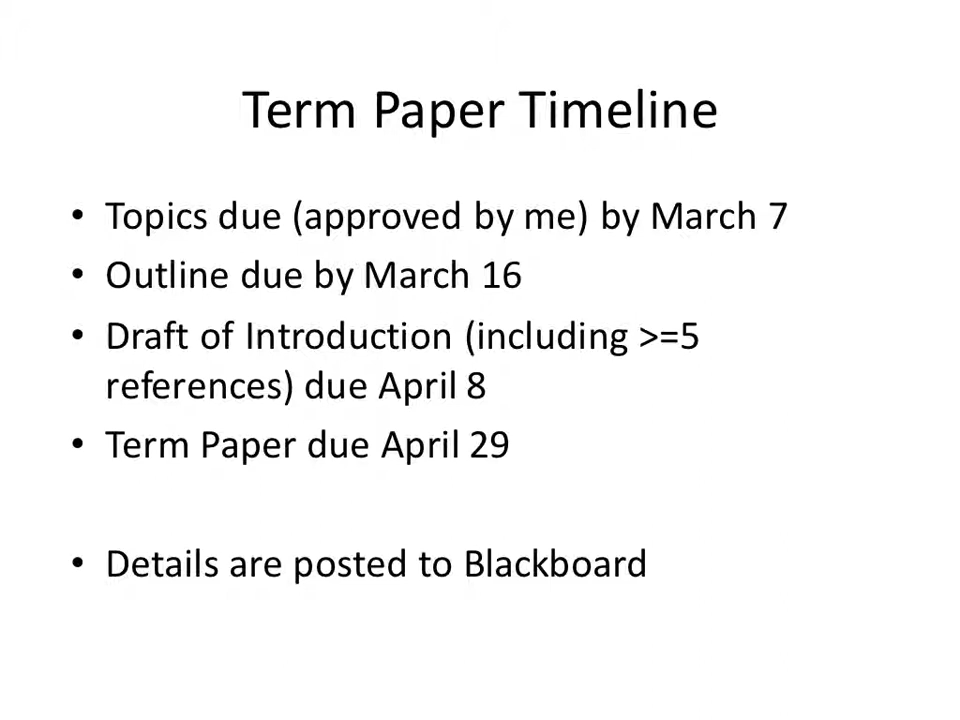 Term Paper Timeline
• Topics due (approved by me) by March 7
• Outline due by March 16
• Draft of Introduction (including >=5
references) due April 8
• Term Paper due April 29
• Details are posted to Blackboard